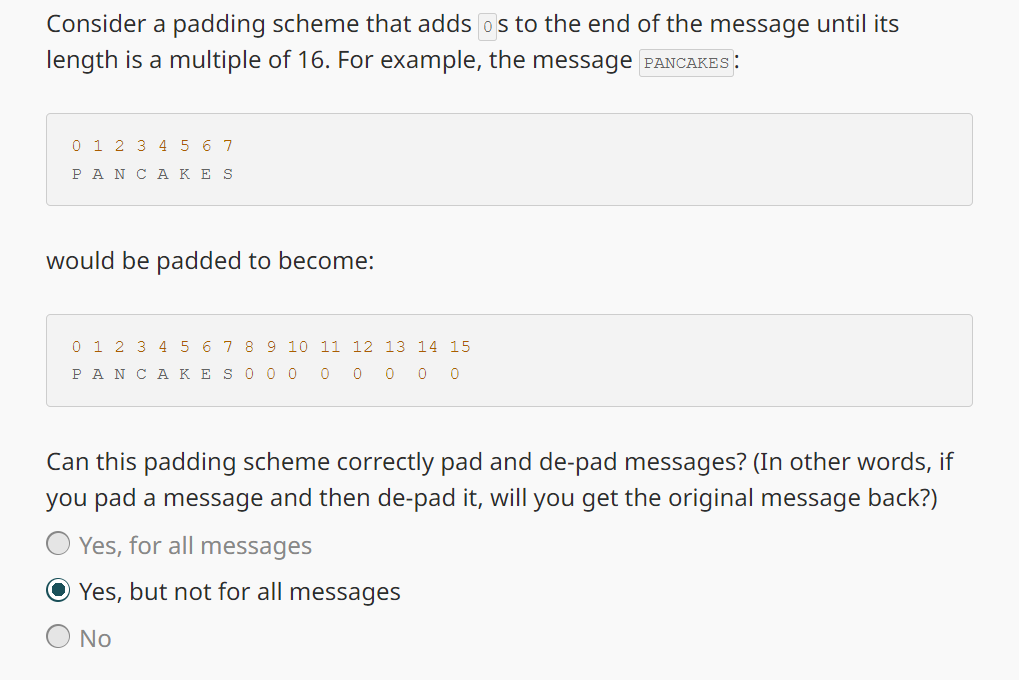 Consider a padding scheme that adds 0s to the end of the message until its
length is a multiple of 16. For example, the message PANCAKES:
0 1 2 3 4 5 6 7
P A N C A K E S
would be padded to become:
0 1 2 3 4 5 6 7 8 9 10 11 12 13 14 15
P A N C A K E S 0 0 0 0 0 0 0 0
Can this padding scheme correctly pad and de-pad messages? (In other words, if
you pad a message and then de-pad it, will you get the original message back?)
Yes, for all messages
Yes, but not for all messages
No